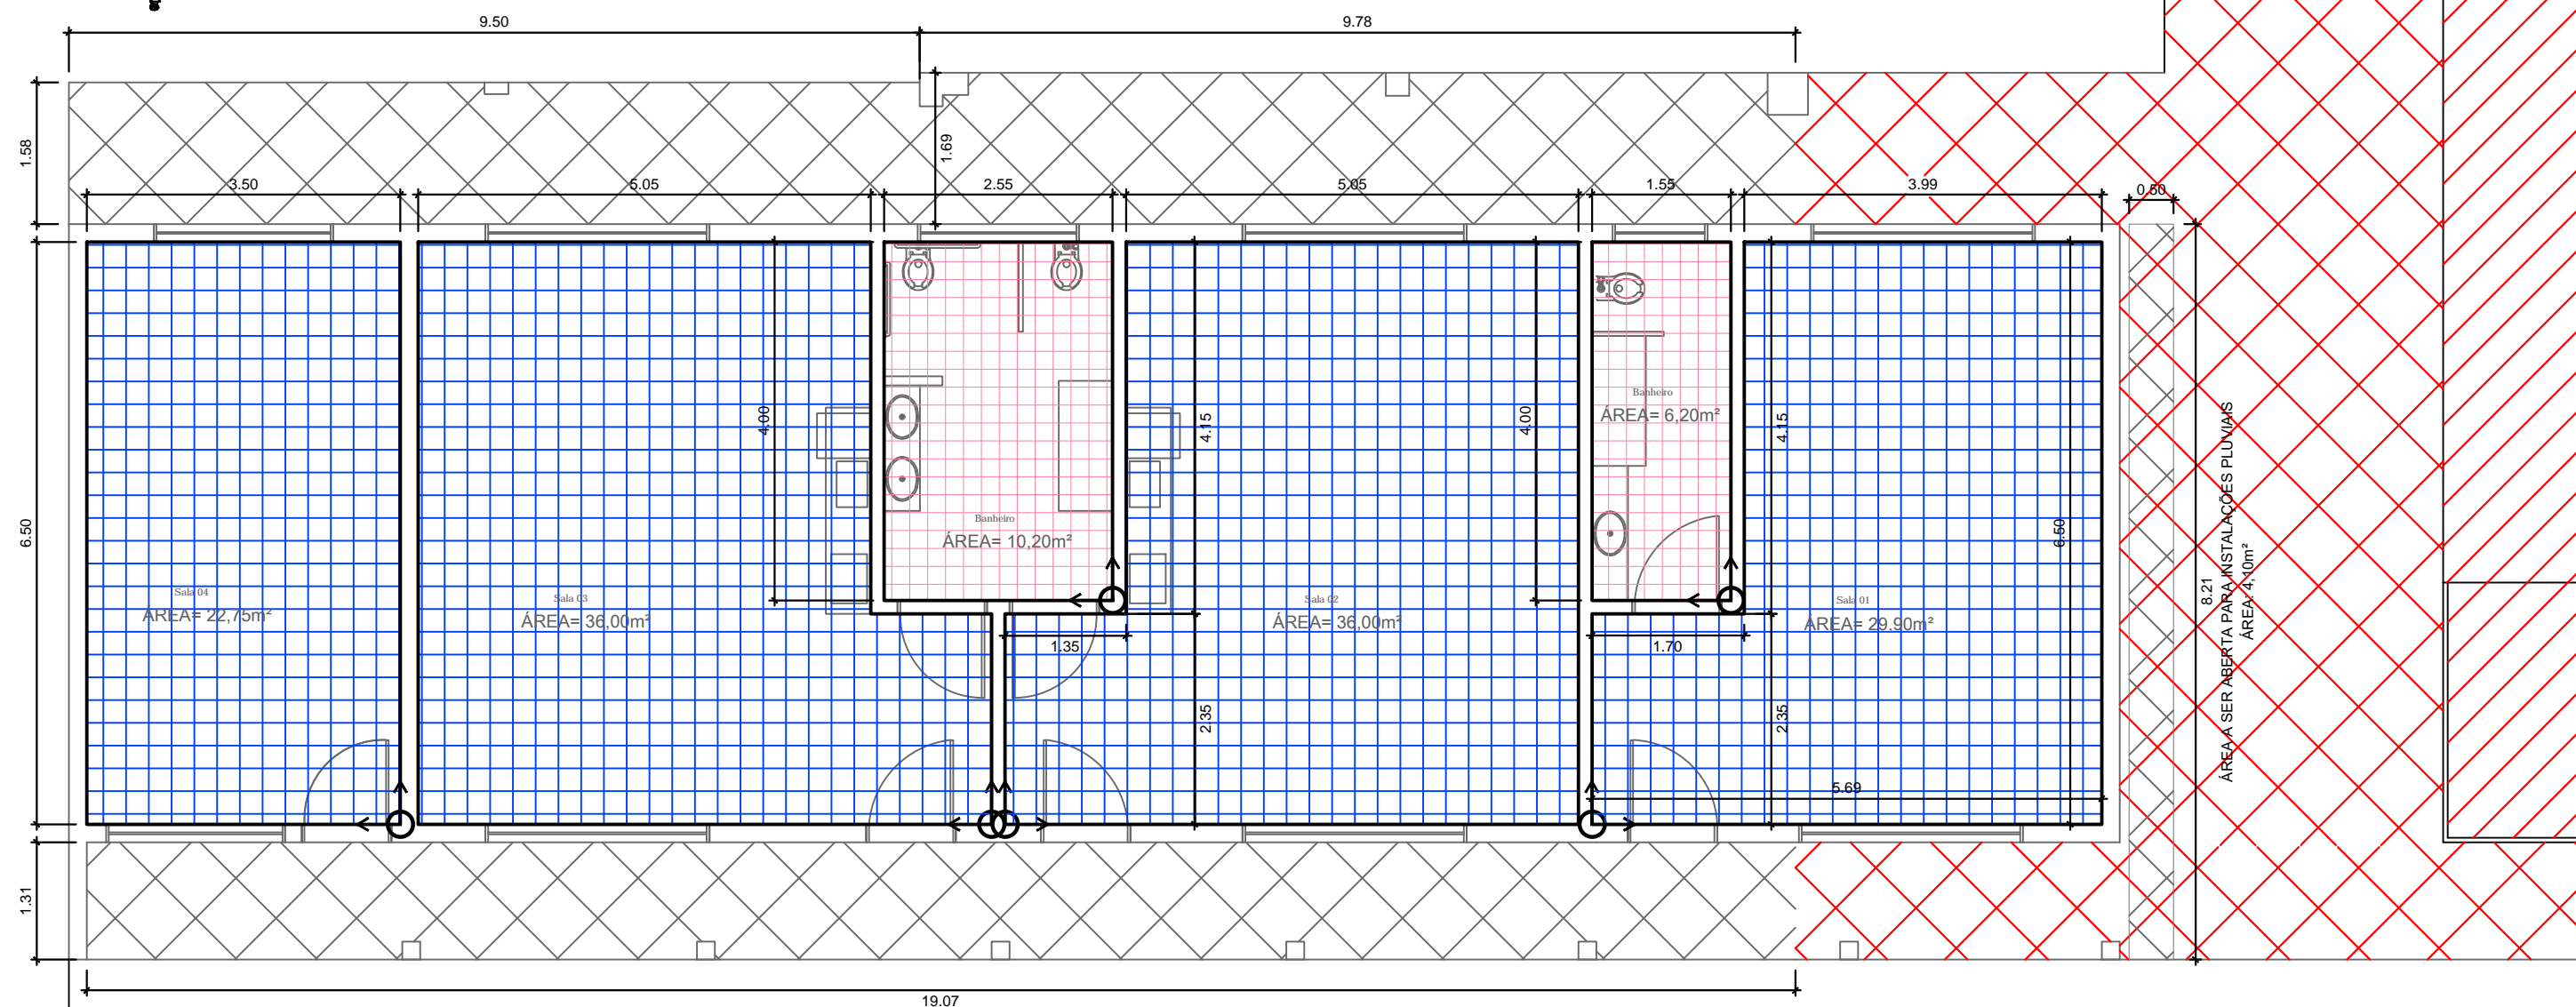 9.50
9.78
1.58
1.69
3.50
5.05
2.55
5.05
1.55
3.99
0.50
Banheiro
ÁREA= 6,20m²
4.00
4.15
4.00
4.15
Banheiro
ÁREA= 10,20m²
6.50
6.50
Sala 04
ÁREA= 22,75m²
Sala 03
ÁREA= 36,00m²
Sala 02
ÁREA= 36,00m²
Sala 01
ÁREA= 29,90m²
8.21
ÁREA A SER ABERTA PARA INSTALAÇÕES PLUVIAIS
ÁREA: 4,10m²
1.35
1.70
2.35
2.35
5.69
1.31
19.07